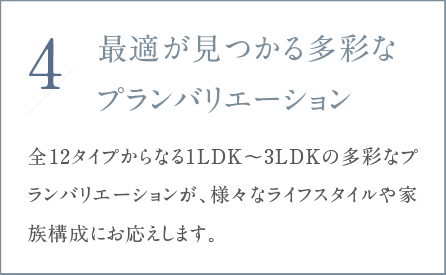 4
最適が見つかる多彩な
プランバリエーション
全12タイプからなる1LDK～3LDKの多彩なプ
ランバリエーションが、様々なライフスタイルや家
族構成にお応えします。